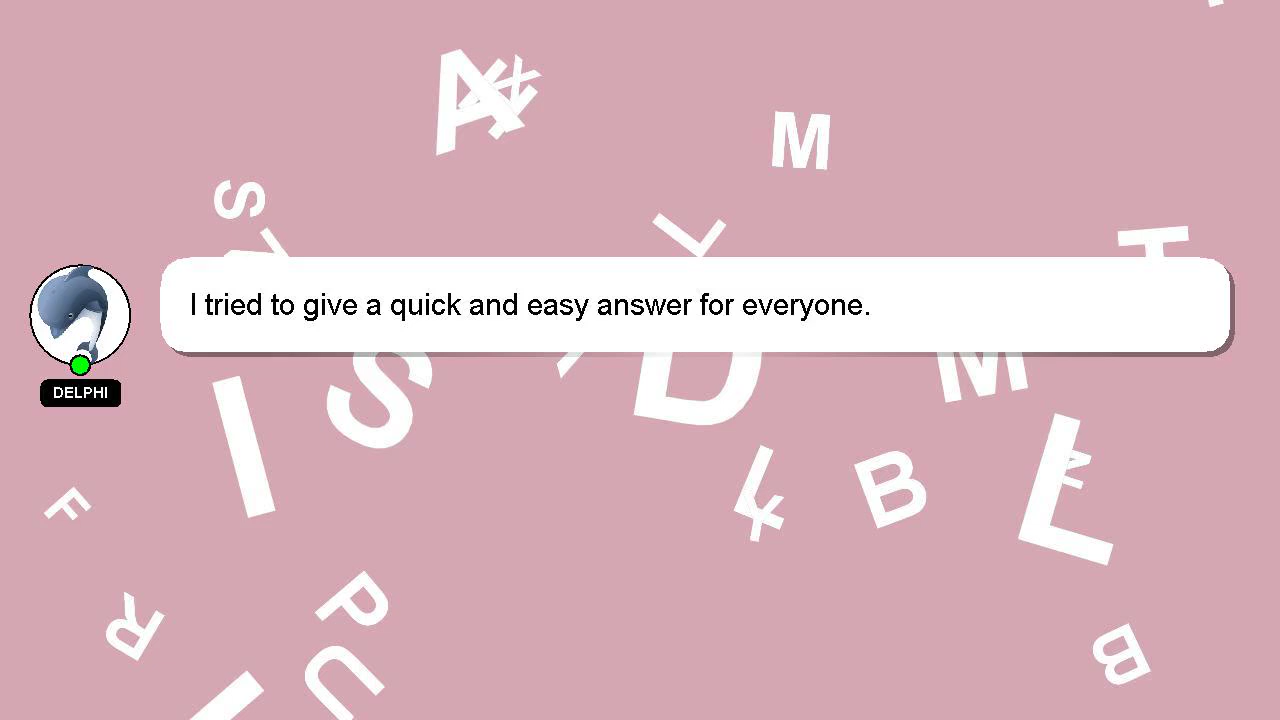 I tried to give a quick and easy answer for everyone.
DELPHI
A
M
S
L
I
S
D
M
L
B
L
F
R
P
U
B